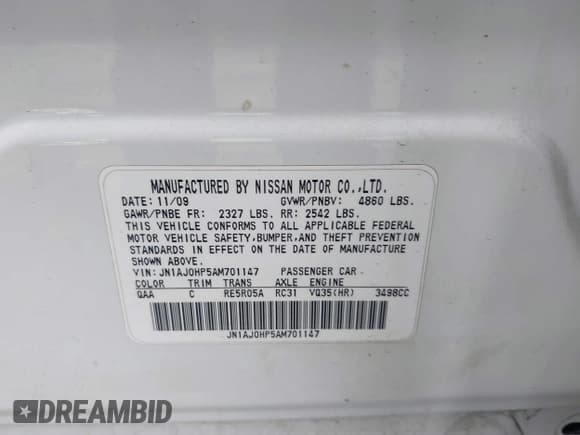 MANUFACTURED BY NISSAN MOTOR CO.,LTD.
DATE: 11/09 GVWR/PNBV: 4860 LBS.
GAWR/PNBE FR: 2327 LBS. RR: 2542 LBS.
THIS VEHICLE CONFORMS TO ALL APPLICABLE FEDERAL
MOTOR VEHICLE SAFETY,BUMPER,AND THEFT PREVENTION
STANDARDS IN EFFECT ON THE DATE OF MANUFACTURE
SHOWN ABOVE.
VIN: JN1AJ0HP5AM701147 PASSENGER CAR
COLOR TRIM TRANS AXLE ENGINE
QAA C RE5R05A RC31 VQ35(HR) 3498CC
JN1AJ0HP5AM701147
DREAMBID